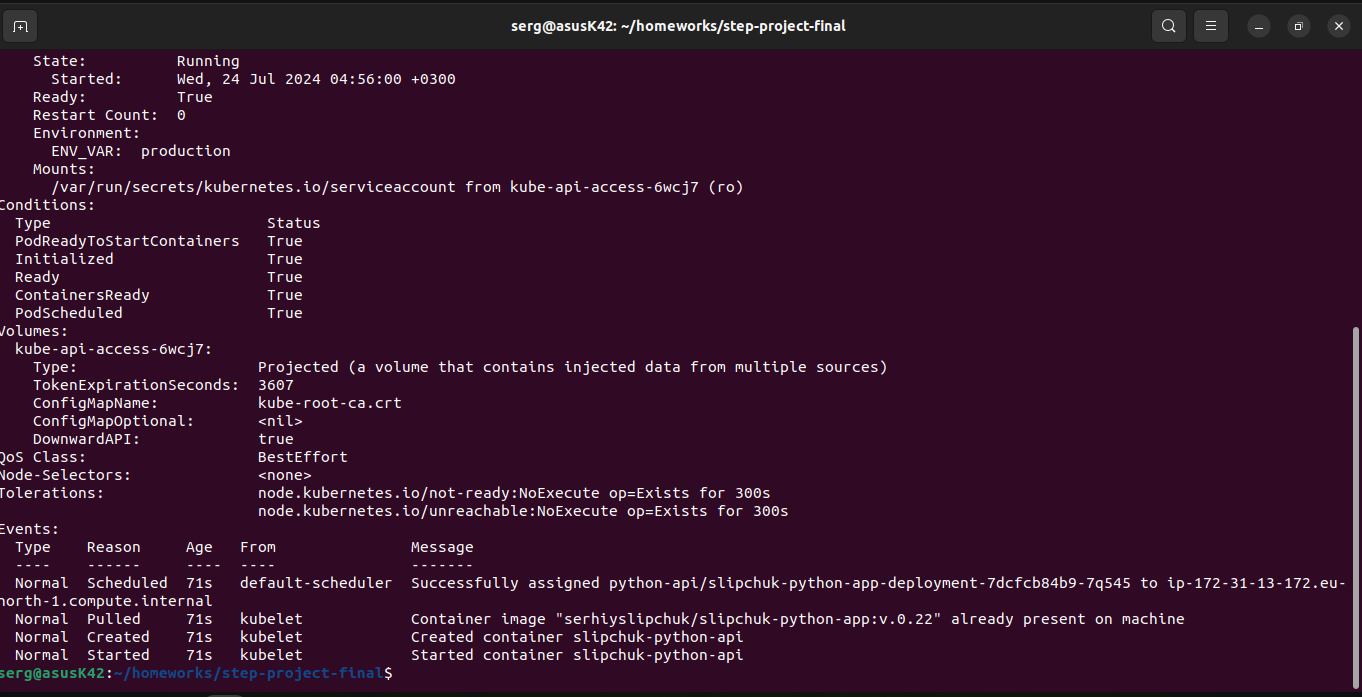 serg@asusK42: ~/homeworks/step-project-final
State: Running
Started: Wed, 24 Jul 2024 04:56:00 +0300
Ready: True
Restart Count: 0
Environment:
ENV_VAR: production
Mounts:
/var/run/secrets/kubernetes.io/serviceaccount from kube-api-access-6wcj7 (ro)
Conditions:
Type Status
PodReadyToStartContainers True
Initialized True
Ready True
ContainersReady True
PodScheduled True
Volumes:
kube-api-access-6wcj7:
Type: Projected (a volume that contains injected data from multiple sources)
TokenExpirationSeconds: 3607
ConfigMapName: kube-root-ca.crt
ConfigMapOptional: <nil>
DownwardAPI: true
QoS Class: BestEffort
Node-Selectors: <none>
Tolerations: node.kubernetes.io/not-ready:NoExecute op=Exists for 300s
node.kubernetes.io/unreachable:NoExecute op=Exists for 300s
Events:
Type Reason Age From Message
---- ------ ---- ---- -------
Normal Scheduled 71s default-scheduler Successfully assigned python-api/slipchuk-python-app-deployment-7dcfcb84b9-7q545 to ip-172-31-13-172.eu-
north-1.compute.internal
Normal Pulled 71s kubelet Container image "serhiyslipchuk/slipchuk-python-app:v.0.22" already present on machine
Normal Created 71s kubelet Created container slipchuk-python-api
Normal Started 71s kubelet Started container slipchuk-python-api
serg@asusK42:~/homeworks/step-project-final$